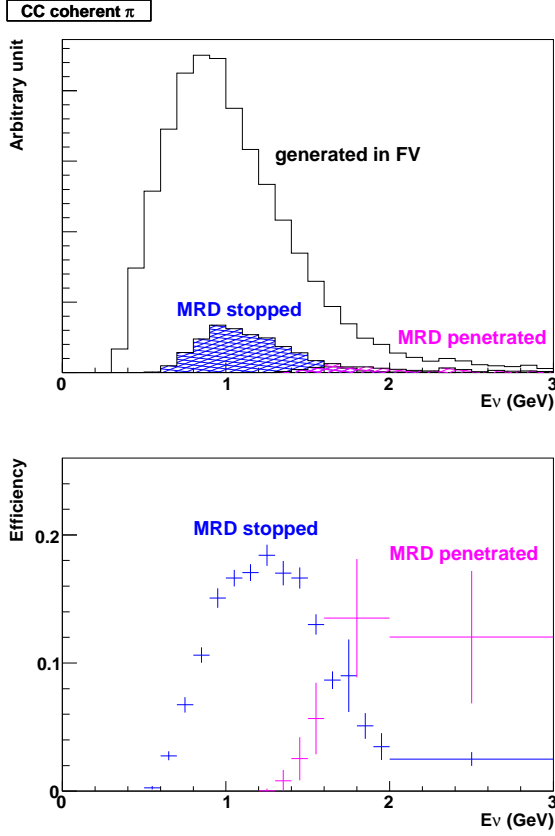 CC coherent π
Arbitrary unit
generated in FV
MRD stopped
MRD penetrated
0 1 2 3
Eν (GeV)
Efficiency
MRD stopped
MRD penetrated
0.2
0.1
0
0 1 2 3
Eν (GeV)